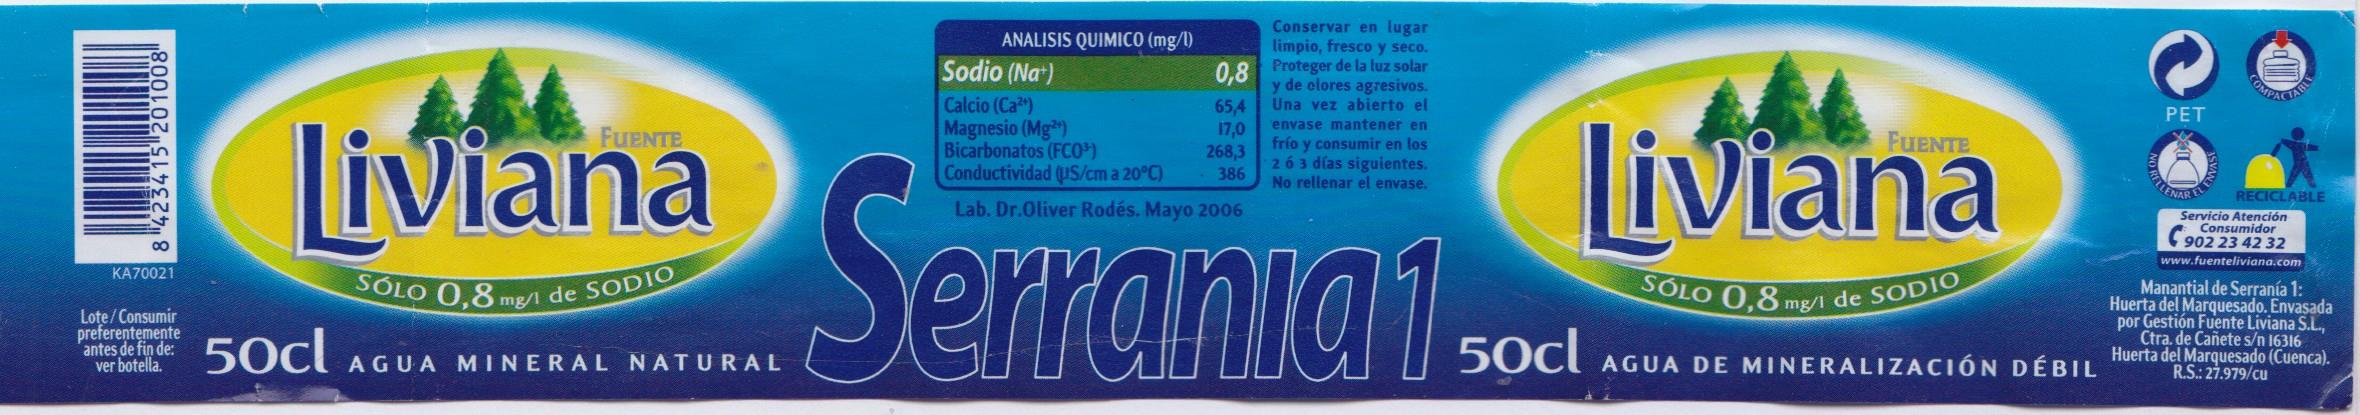 8 423415 201008
KA70021
Lote / Consumir
preferentemente
antes de fin de:
ver botella.
FUENTE
Liviana
SÓLO 0,8 mg/l de SODIO
50cl AGUA MINERAL NATURAL
ANALISIS QUIMICO (mg/l)
Sodio (Na⁺) 0,8
Calcio (Ca²⁺) 65,4
Magnesio (Mg²⁺) 17,0
Bicarbonatos (FCO³⁻) 268,3
Conductividad (µS/cm a 20°C) 386
Lab. Dr.Oliver Rodés. Mayo 2006
Conservar en lugar
limpio, fresco y seco.
Proteger de la luz solar
y de olores agresivos.
Una vez abierto el
envase mantener en
frío y consumir en los
2 ó 3 días siguientes.
No rellenar el envase.
Serranía 1
FUENTE
Liviana
SÓLO 0,8 mg/l de SODIO
50cl AGUA DE MINERALIZACIÓN DÉBIL
PET
COMPACTABLE
NO RELLENAR EL ENVASE
RECICLABLE
Servicio Atención
Consumidor
902 23 42 32
www.fuenteliviana.com
Manantial de Serranía 1:
Huerta del Marquesado. Envasada
por Gestión Fuente Liviana S.L.,
Ctra. de Cañete s/n 16316
Huerta del Marquesado (Cuenca).
R.S.: 27.979/cu